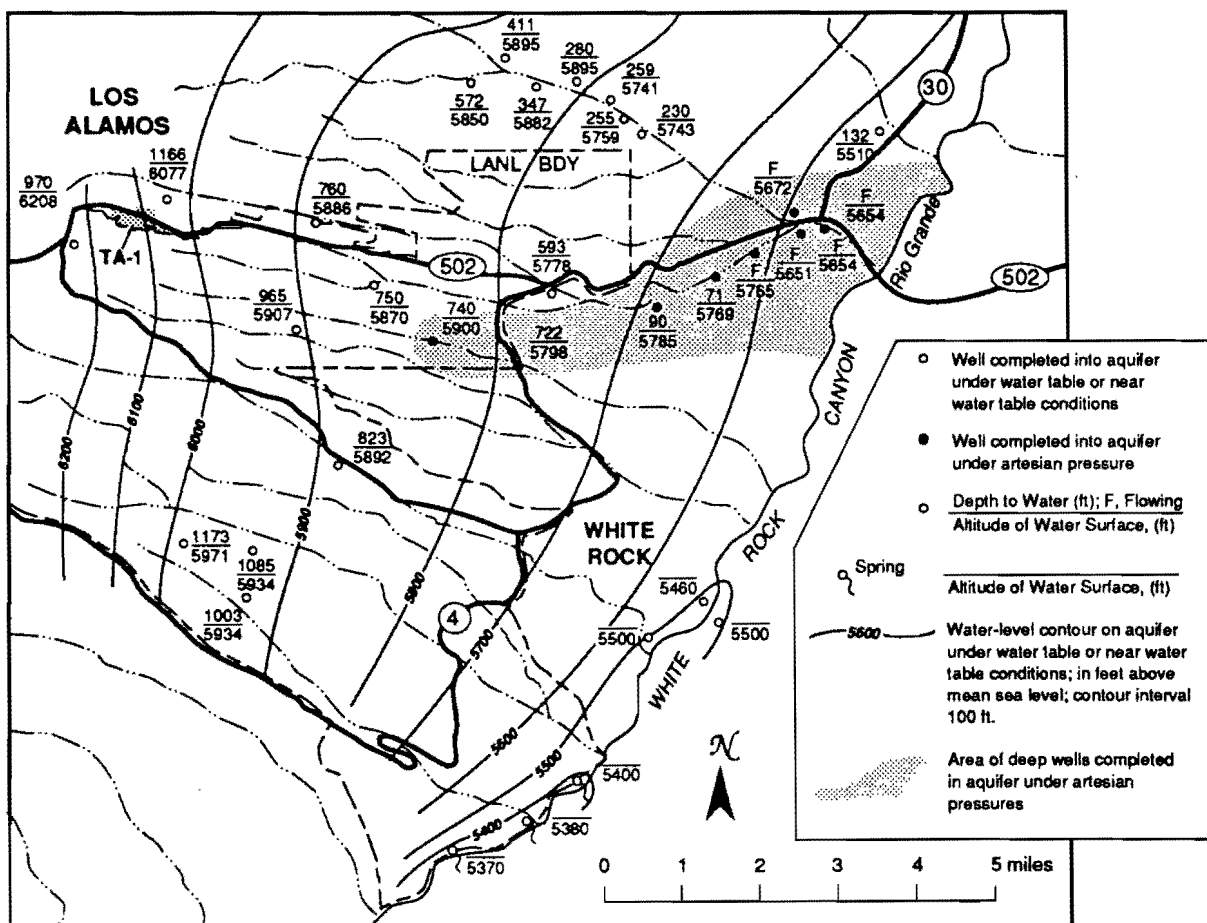 411
5895
280
5895
259
5741
572
5850
347
5882
255
5759
230
5743
LOS
ALAMOS
30
132
5510
LANL BDY
1166
6077
970
6208
760
5886
F
5672
F
5654
TA-1
502
593
5778
F
5651
F
5654
F
5765
Rio Grande
502
965
5907
750
5870
740
5900
722
5798
71
5769
90
5785
CANYON
6200
6100
6000
823
5892
5900
1173
5971
1085
5934
1003
5934
5800
WHITE
ROCK
ROCK
4
5700
5460
5500
5500
WHITE
5600
5500
5400
5400
5380
5370
N
0 1 2 3 4 5 miles
Well completed into aquifer
under water table or near
water table conditions
Well completed into aquifer
under artesian pressure
Depth to Water (ft); F, Flowing
Altitude of Water Surface, (ft)
Spring
Altitude of Water Surface, (ft)
5600
Water-level contour on aquifer
under water table or near water
table conditions; in feet above
mean sea level; contour interval
100 ft.
Area of deep wells completed
in aquifer under artesian
pressures